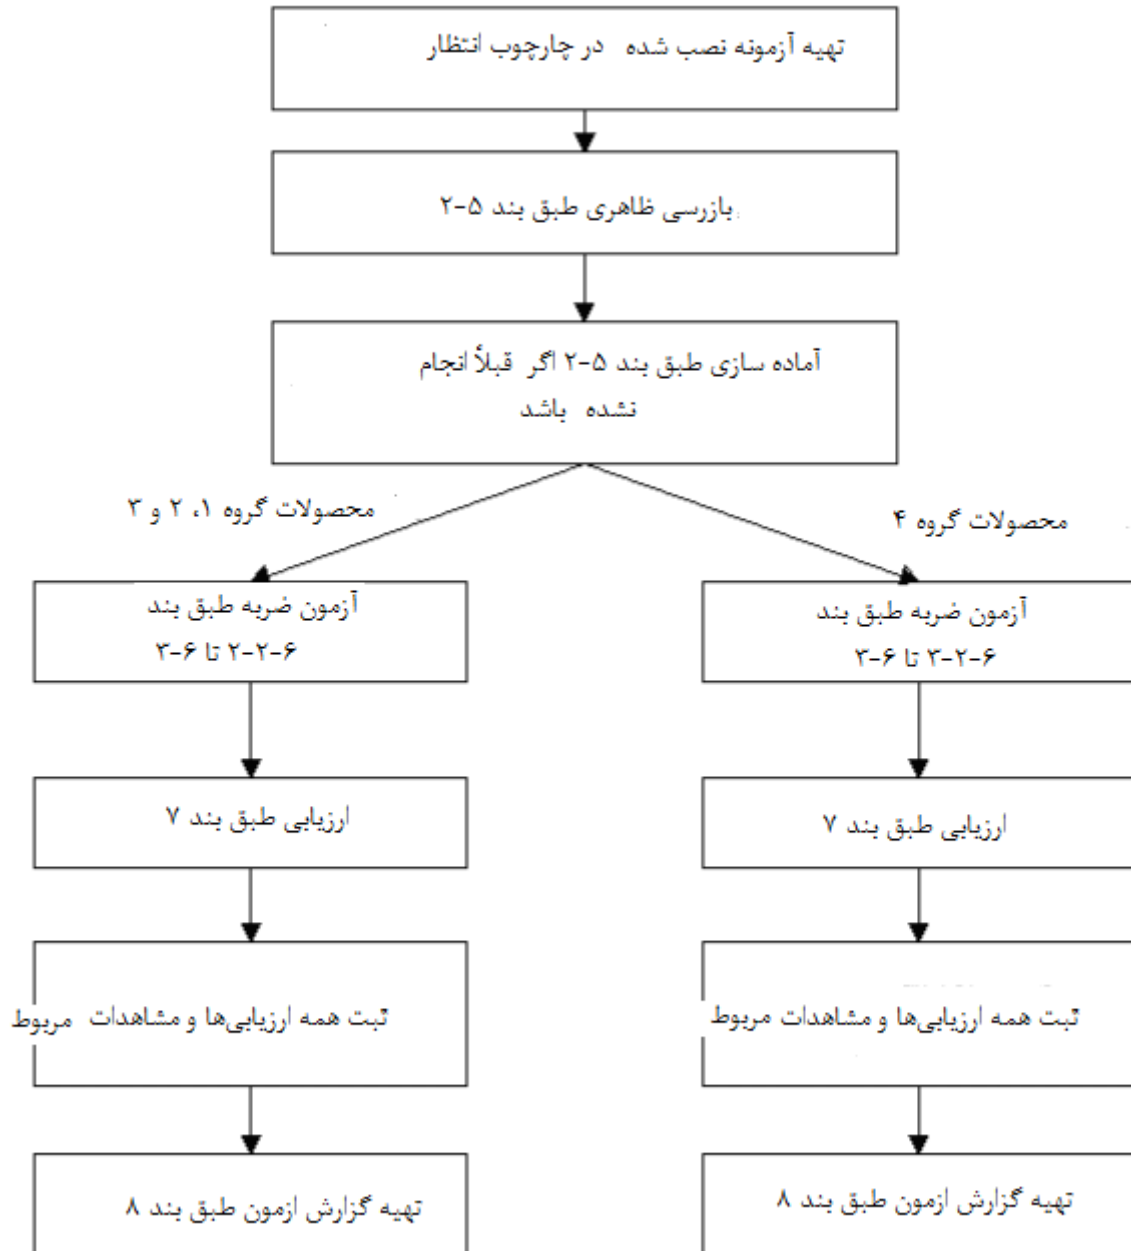 تهیه آزمونه نصب شده در چارچوب انتظار
بازرسی ظاهری طبق بند ۵-۲
آماده سازی طبق بند ۵-۲ اگر قبلأ انجام
نشده باشد
محصولات گروه ۱، ۲ و ۳
محصولات گروه ۴
آزمون ضربه طبق بند
۶-۲-۲ تا ۶-۳
آزمون ضربه طبق بند
۶-۲-۳ تا ۶-۳
ارزیابی طبق بند ۷
ارزیابی طبق بند ۷
ثبت همه ارزیابی‌ها و مشاهدات مربوط
ثبت همه ارزیابی‌ها و مشاهدات مربوط
تهیه گزارش ازمون طبق بند ۸
تهیه گزارش ازمون طبق بند ۸